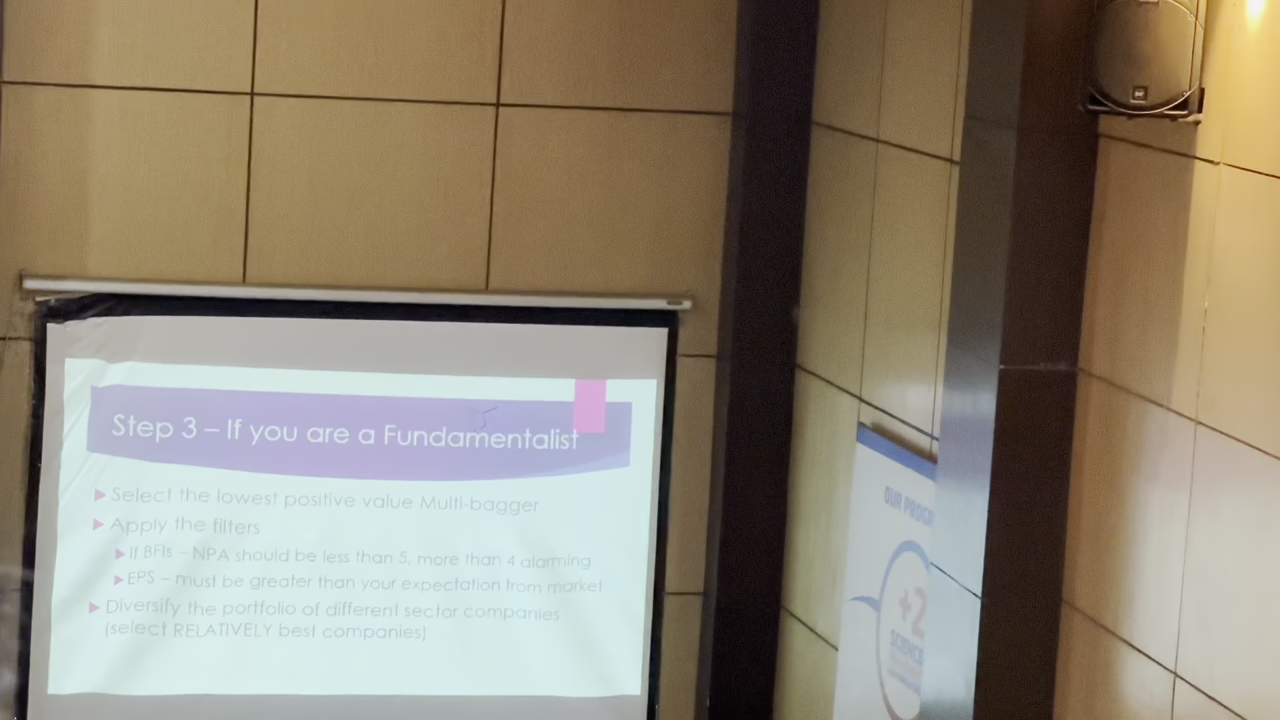 Step 3 – If you are a Fundamentalist
Select the lowest positive value Multi-bagger
Apply the filters
If BFIs – NPA should be less than 5, more than 4 alarming
EPS – must be greater than your expectation from market
Diversify the portfolio of different sector companies
(select RELATIVELY best companies)
OUR PROGR
+2
SCIENCE